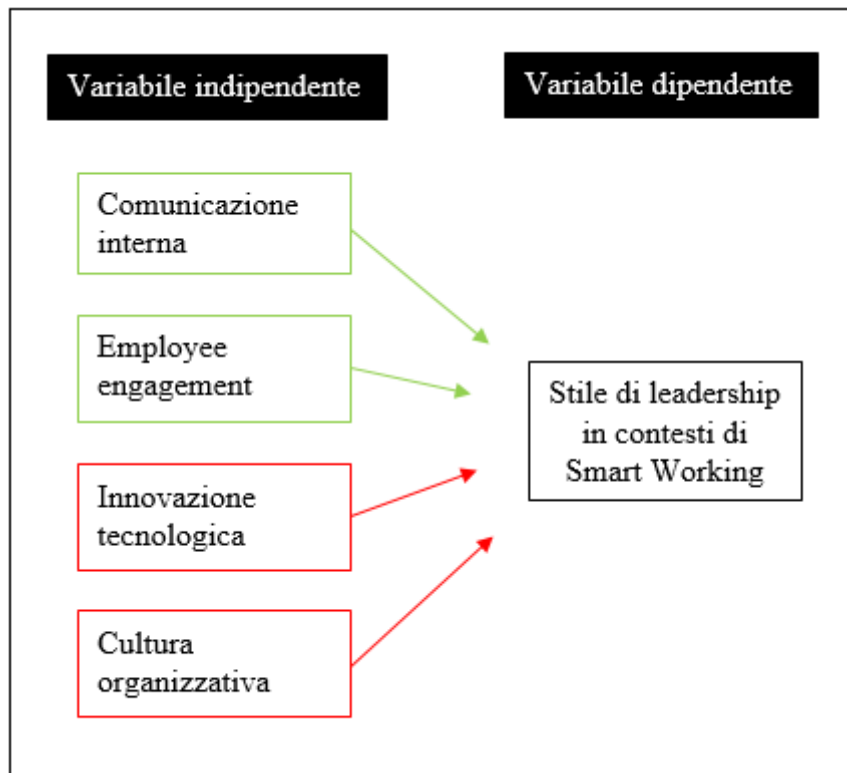 Variabile indipendente
Variabile dipendente
Comunicazione
interna
Employee
engagement
Innovazione
tecnologica
Cultura
organizzativa
Stile di leadership
in contesti di
Smart Working